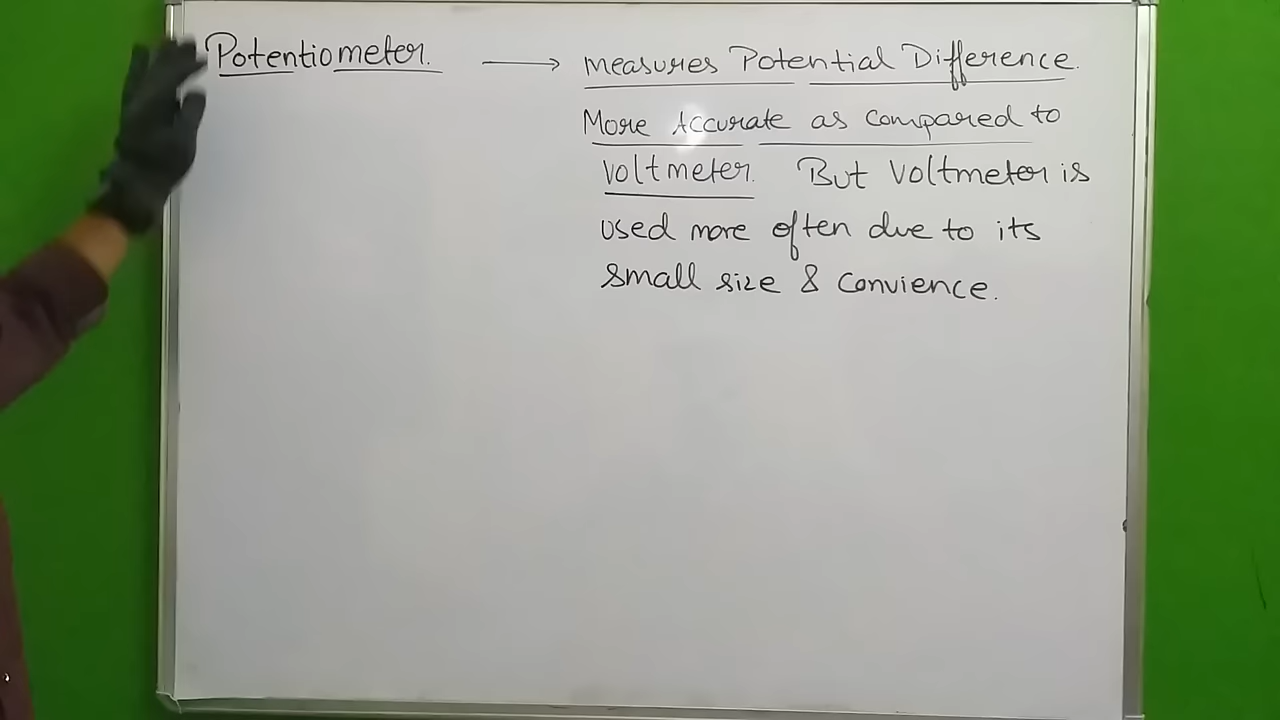 Potentiometer. → measures Potential Difference.
More Accurate as compared to
voltmeter. But Voltmeter is
used more often due to its
small size & convience.